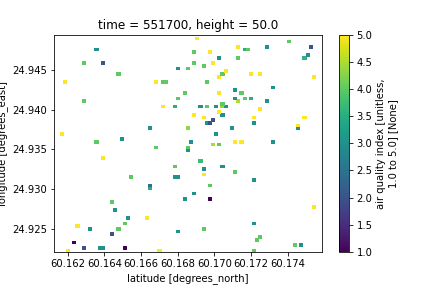 time = 551700, height = 50.0
24.945
24.940
24.935
24.930
24.925
longitude [degrees_east]
60.162 60.164 60.166 60.168 60.170 60.172 60.174
latitude [degrees_north]
5.0
4.5
4.0
3.5
3.0
2.5
2.0
1.5
1.0
air quality index [unitless,
1.0 to 5.0] [None]